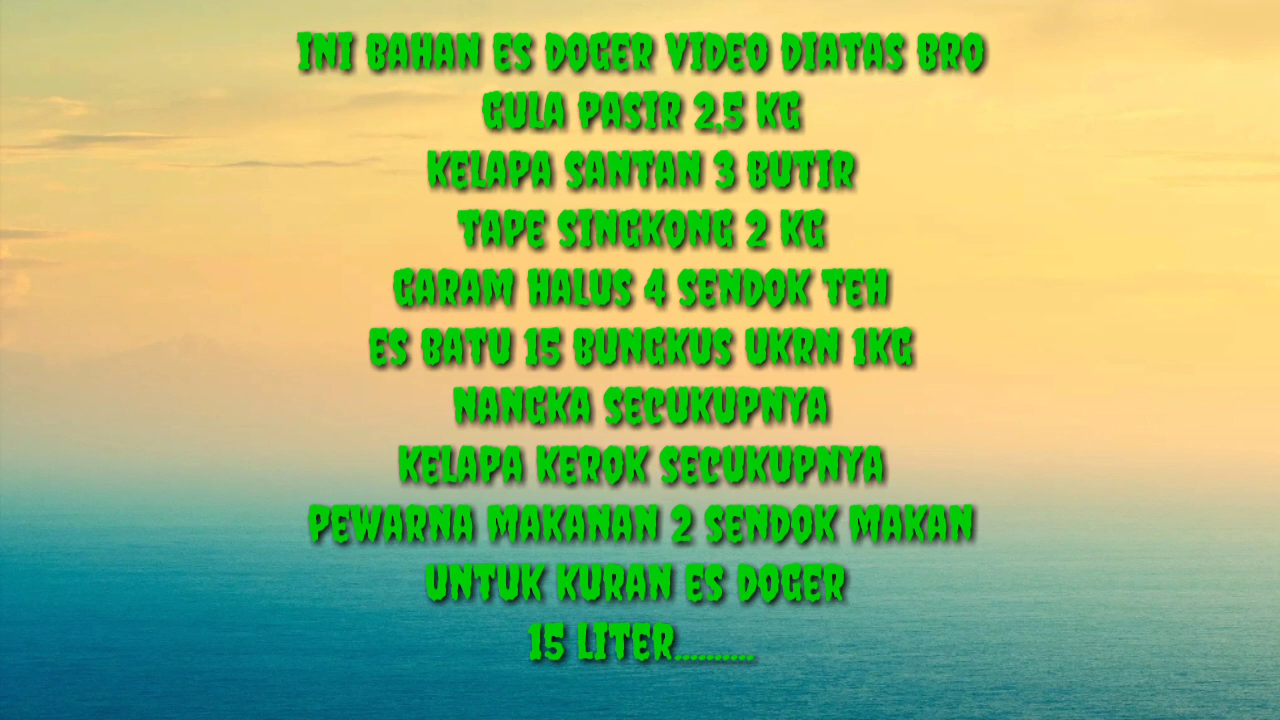 INI BAHAN ES DOGER VIDEO DIATAS BRO
GULA PASIR 2,5 KG
KELAPA SANTAN 3 BUTIR
TAPE SINGKONG 2 KG
GARAM HALUS 4 SENDOK TEH
ES BATU 15 BUNGKUS UKRN 1KG
NANGKA SECUKUPNYA
KELAPA KEROK SECUKUPNYA
PEWARNA MAKANAN 2 SENDOK MAKAN
UNTUK KURAN ES DOGER
15 LITER..........